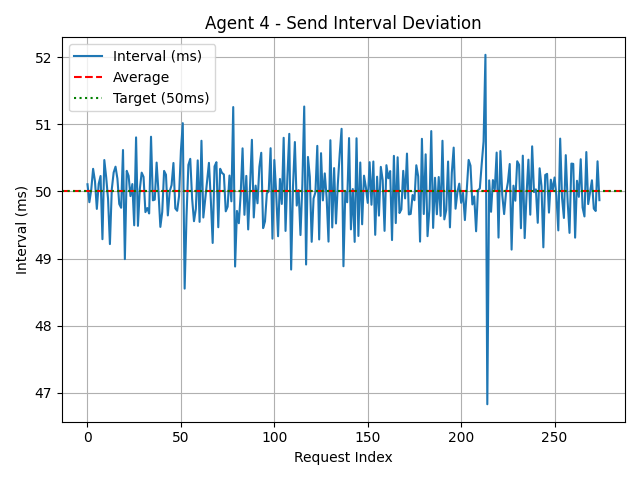 Agent 4 - Send Interval Deviation
Interval (ms)
Average
Target (50ms)
Interval (ms)
52
51
50
49
48
47
0
50
100
150
200
250
Request Index